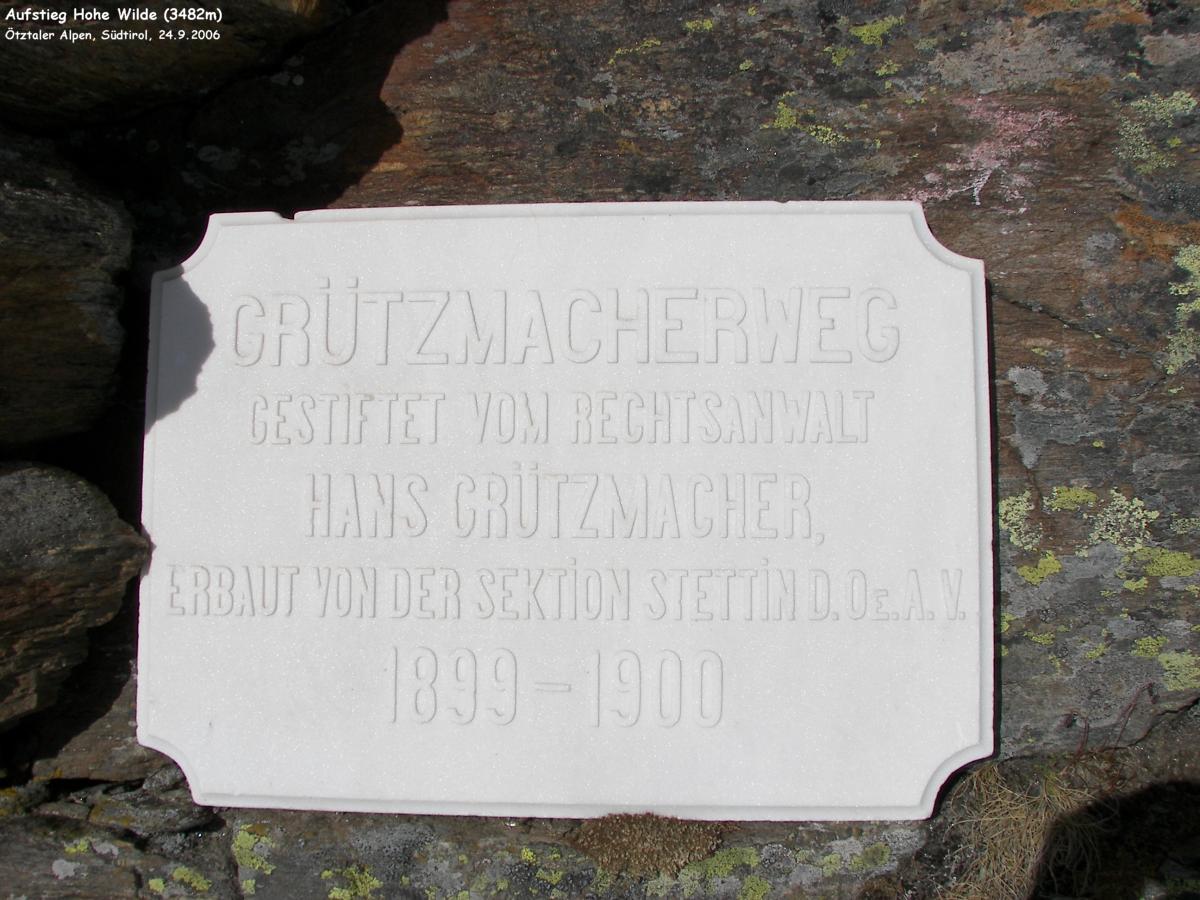 Aufstieg Hohe Wilde (3482m)
Ötztaler Alpen, Südtirol, 24.9.2006
GRÜTZMACHERWEG
GESTIFTET VOM RECHTSANWALT
HANS GRÜTZMACHER,
ERBAUT VON DER SEKTION STETTIN D. OE. A. V.
1899 – 1900